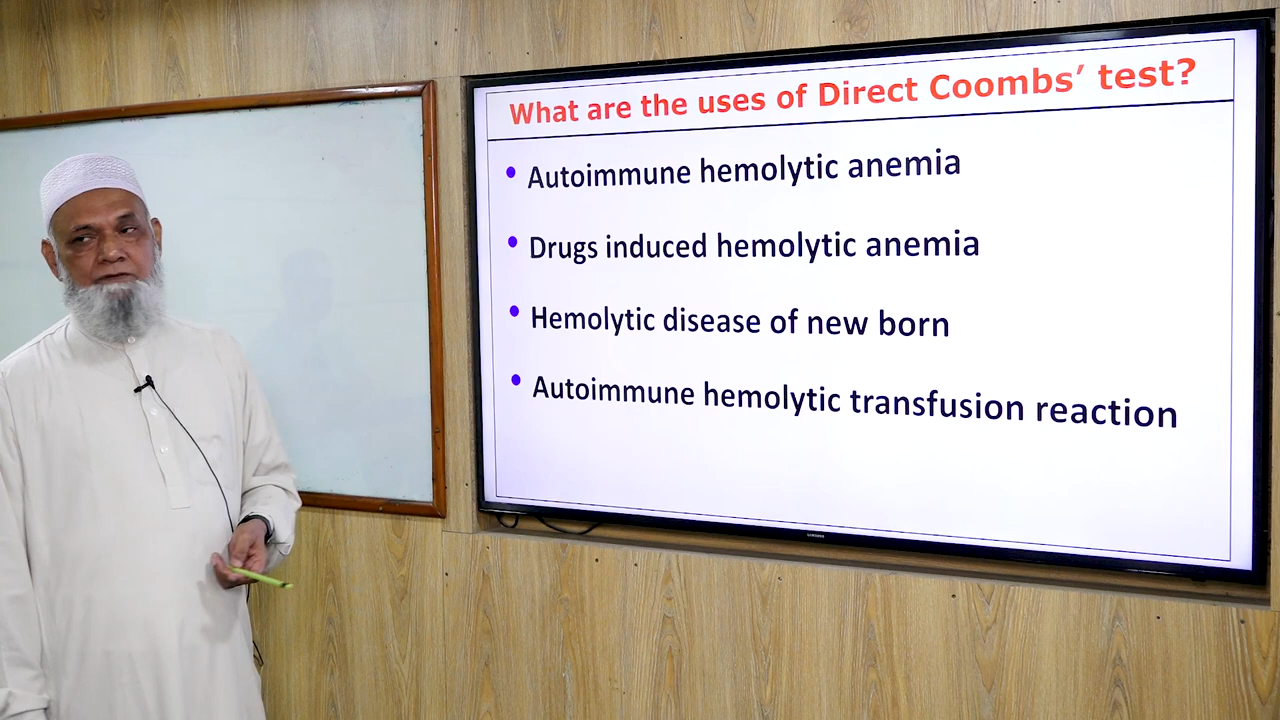 What are the uses of Direct Coombs’ test?
• Autoimmune hemolytic anemia
• Drugs induced hemolytic anemia
• Hemolytic disease of new born
• Autoimmune hemolytic transfusion reaction
SAMSUNG